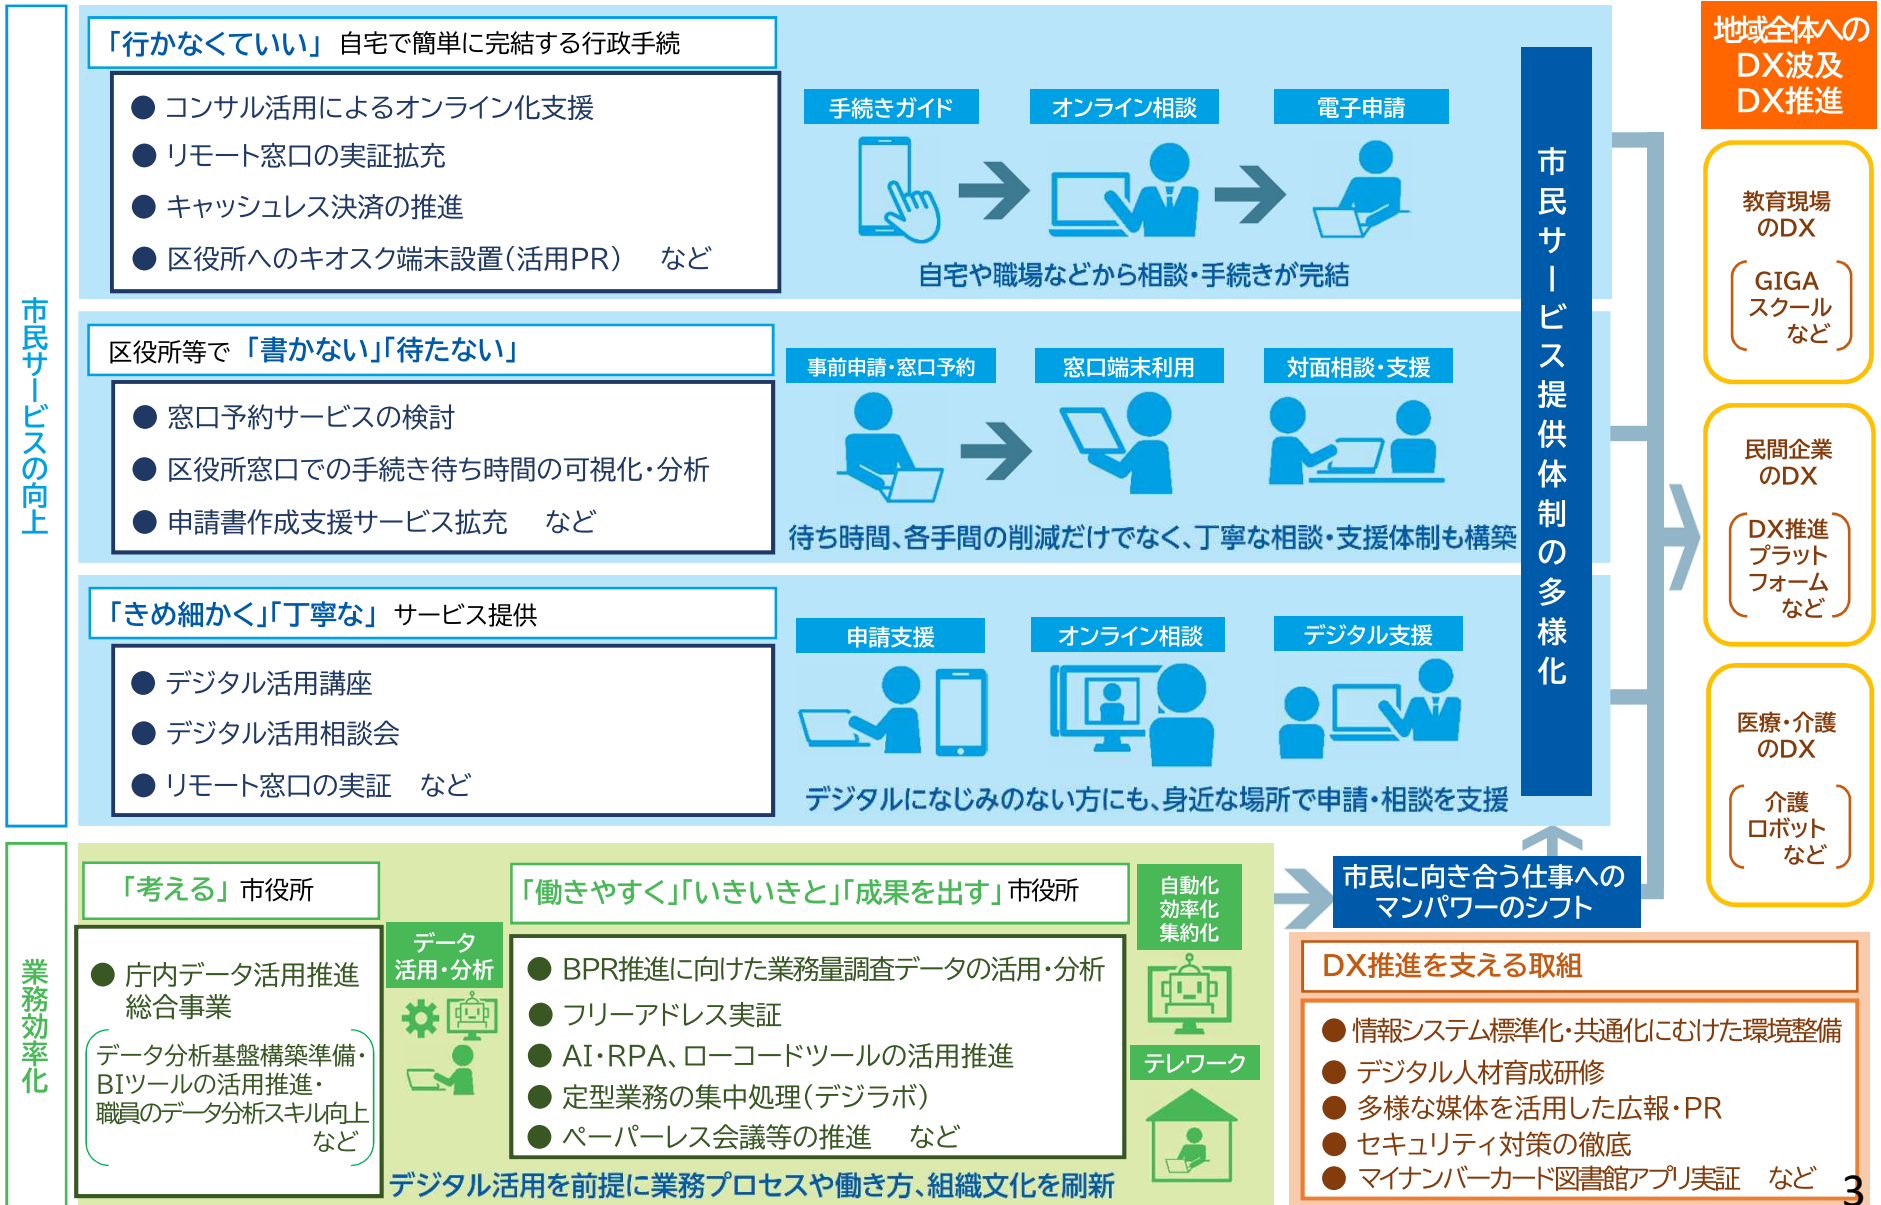 市民サービスの向上
「行かなくていい」 自宅で簡単に完結する行政手続
● コンサル活用によるオンライン化支援
● リモート窓口の実証拡充
● キャッシュレス決済の推進
● 区役所へのキオスク端末設置(活用PR) など
手続きガイド
オンライン相談
電子申請
自宅や職場などから相談・手続きが完結
区役所等で「書かない」「待たない」
● 窓口予約サービスの検討
● 区役所窓口での手続き待ち時間の可視化・分析
● 申請書作成支援サービス拡充 など
事前申請・窓口予約
窓口端末利用
対面相談・支援
待ち時間、各手間の削減だけでなく、丁寧な相談・支援体制も構築
「きめ細かく」「丁寧な」 サービス提供
● デジタル活用講座
● デジタル活用相談会
● リモート窓口の実証 など
申請支援
オンライン相談
デジタル支援
デジタルになじみのない方にも、身近な場所で申請・相談を支援
市民サービス提供体制の多様化
地域全体への
DX波及
DX推進
教育現場
のDX
GIGA
スクール
など
民間企業
のDX
DX推進
プラット
フォーム
など
医療・介護
のDX
介護
ロボット
など
業務効率化
「考える」市役所
● 庁内データ活用推進
総合事業
データ分析基盤構築準備・
BIツールの活用推進・
職員のデータ分析スキル向上
など
データ
活用・分析
「働きやすく」「いきいきと」「成果を出す」市役所
● BPR推進に向けた業務量調査データの活用・分析
● フリーアドレス実証
● AI・RPA、ローコードツールの活用推進
● 定型業務の集中処理(デジラボ)
● ペーパーレス会議等の推進 など
自動化
効率化
集約化
テレワーク
デジタル活用を前提に業務プロセスや働き方、組織文化を刷新
市民に向き合う仕事への
マンパワーのシフト
DX推進を支える取組
● 情報システム標準化・共通化にむけた環境整備
● デジタル人材育成研修
● 多様な媒体を活用した広報・PR
● セキュリティ対策の徹底
● マイナンバーカード図書館アプリ実証 など
3